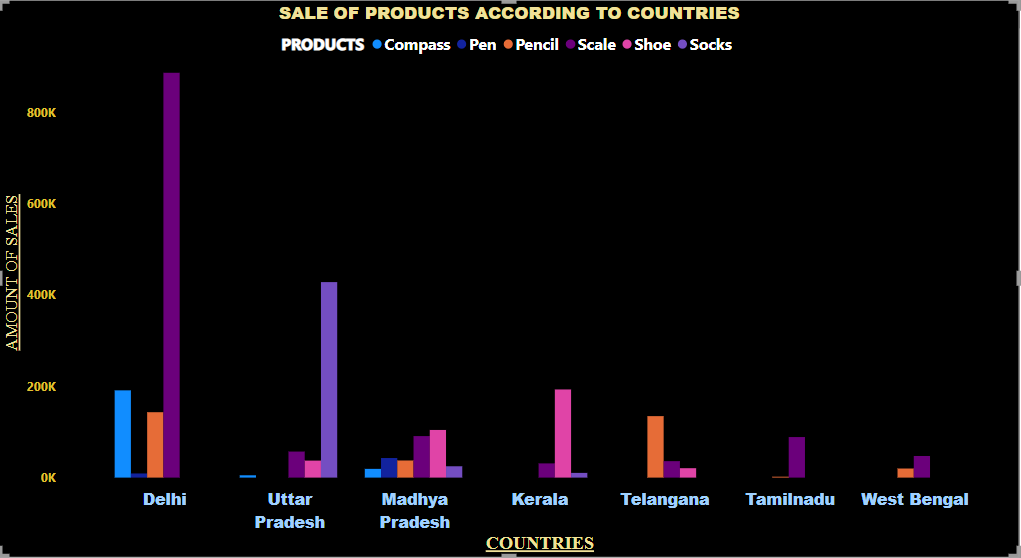 SALE OF PRODUCTS ACCORDING TO COUNTRIES
PRODUCTS Compass Pen Pencil Scale Shoe Socks
AMOUNT OF SALES
800K
600K
400K
200K
0K
Delhi Uttar Pradesh Madhya Pradesh Kerala Telangana Tamilnadu West Bengal
COUNTRIES